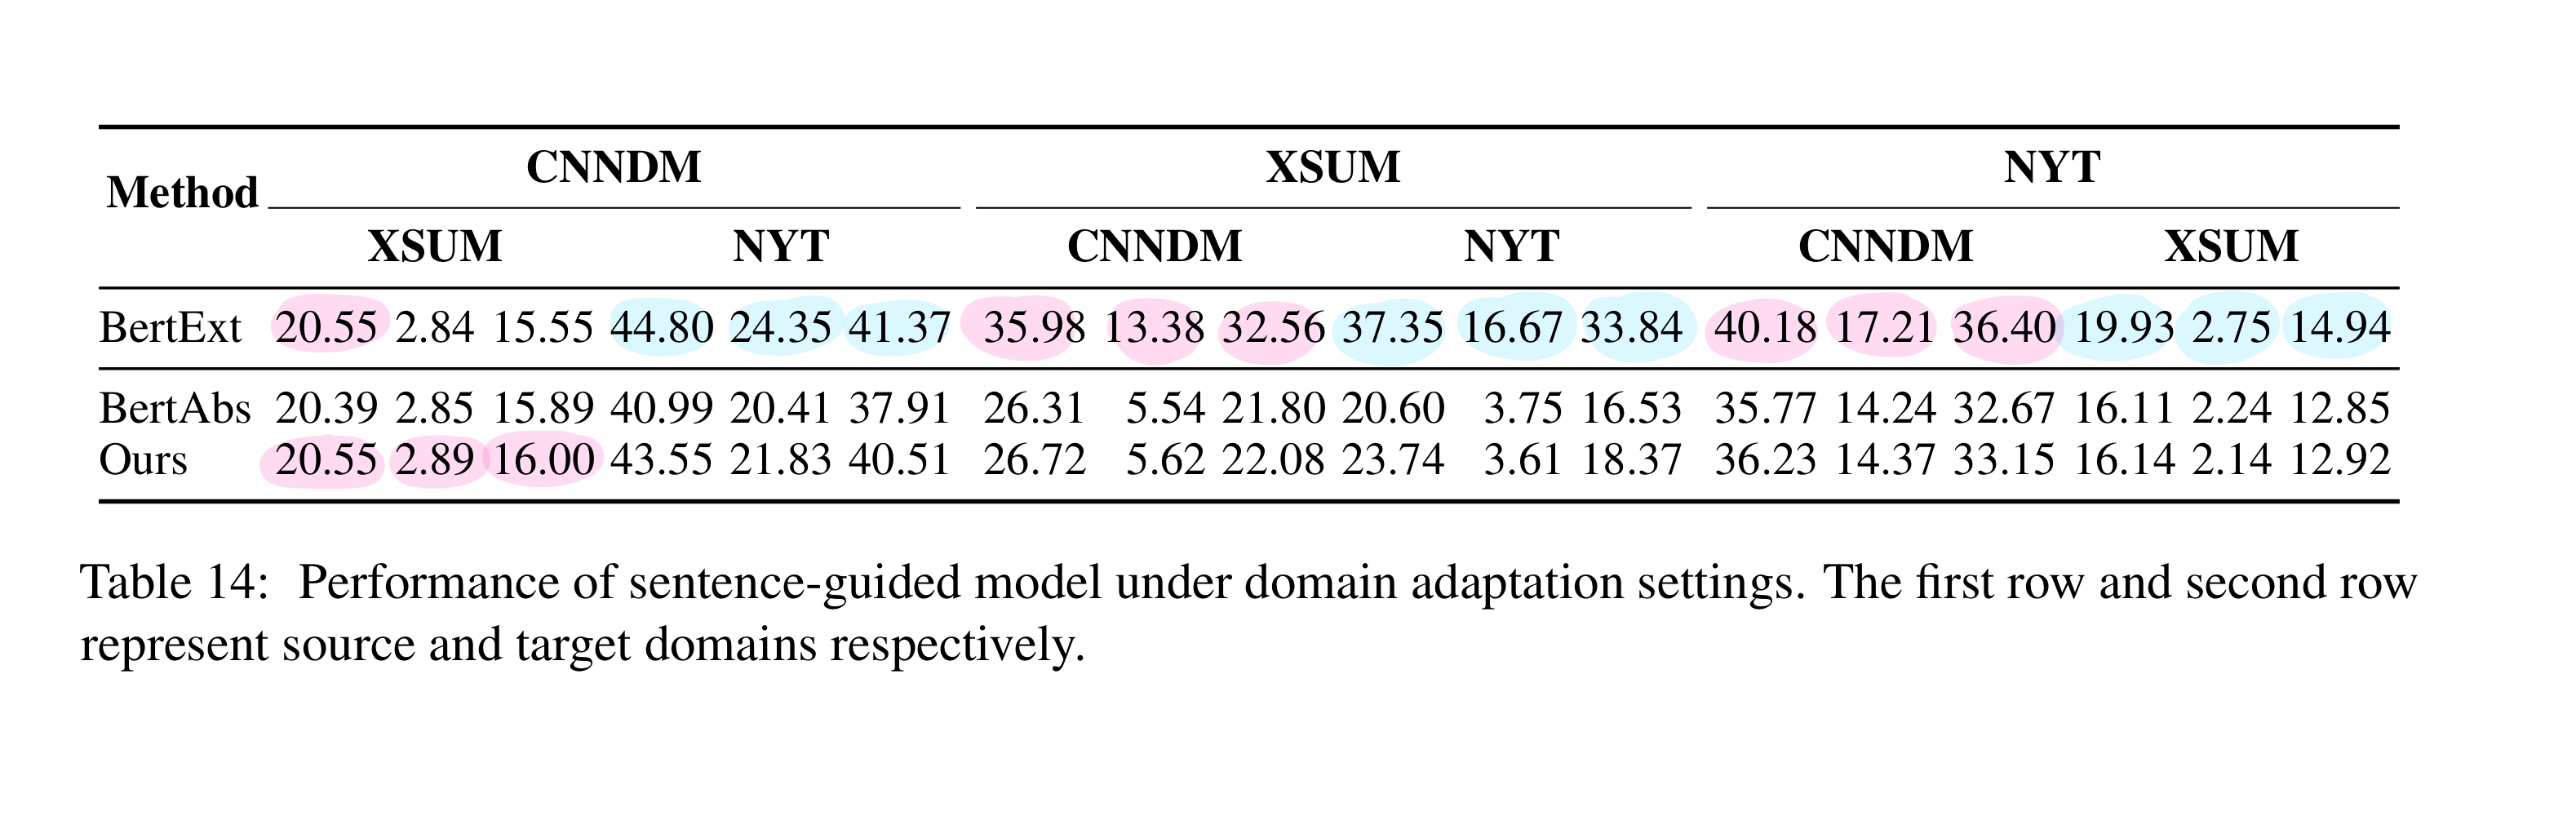 CNNDM XSUM NYT
Method
XSUM NYT CNNDM NYT CNNDM XSUM
BertExt 20.55 2.84 15.55 44.80 24.35 41.37 35.98 13.38 32.56 37.35 16.67 33.84 40.18 17.21 36.40 19.93 2.75 14.94
BertAbs 20.39 2.85 15.89 40.99 20.41 37.91 26.31 5.54 21.80 20.60 3.75 16.53 35.77 14.24 32.67 16.11 2.24 12.85
Ours 20.55 2.89 16.00 43.55 21.83 40.51 26.72 5.62 22.08 23.74 3.61 18.37 36.23 14.37 33.15 16.14 2.14 12.92
Table 14: Performance of sentence-guided model under domain adaptation settings. The first row and second row
represent source and target domains respectively.